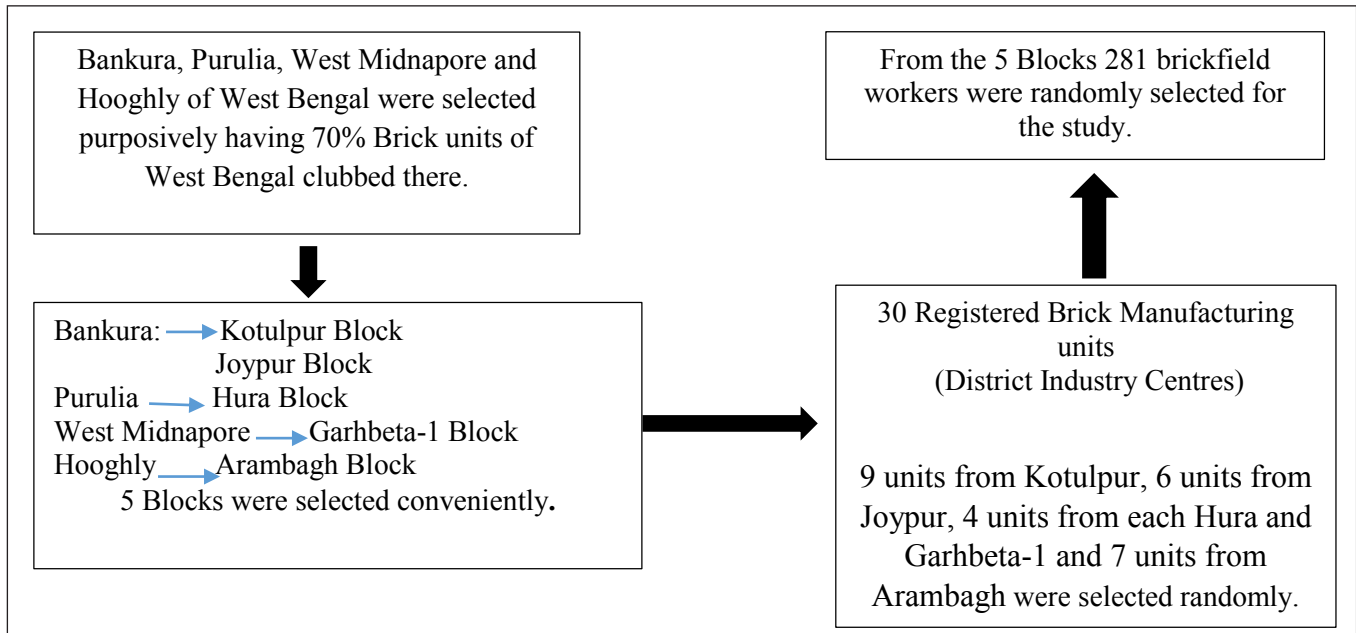 Bankura, Purulia, West Midnapore and
Hooghly of West Bengal were selected
purposively having 70% Brick units of
West Bengal clubbed there.
Bankura: Kotulpur Block
Joypur Block
Purulia Hura Block
West Midnapore Garhbeta-1 Block
Hooghly Arambagh Block
5 Blocks were selected conveniently.
30 Registered Brick Manufacturing
units
(District Industry Centres)
9 units from Kotulpur, 6 units from
Joypur, 4 units from each Hura and
Garhbeta-1 and 7 units from
Arambagh were selected randomly.
From the 5 Blocks 281 brickfield
workers were randomly selected for
the study.